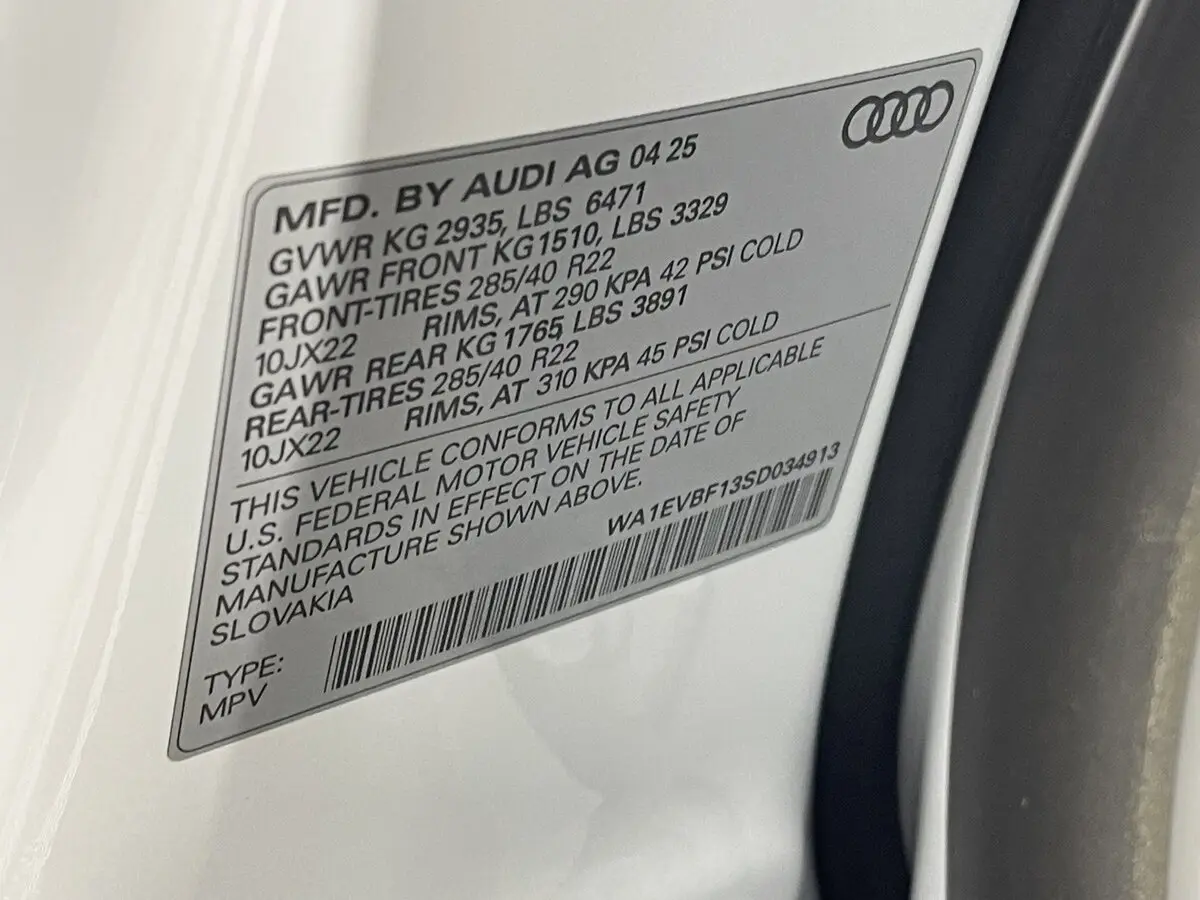 MFD. BY AUDI AG 04 25
GVWR KG 2935, LBS 6471
GAWR FRONT KG 1510, LBS 3329
FRONT-TIRES 285/40 R22
10JX22 RIMS, AT 290 KPA 42 PSI COLD
GAWR REAR KG 1765, LBS 3891
REAR-TIRES 285/40 R22
10JX22 RIMS, AT 310 KPA 45 PSI COLD
THIS VEHICLE CONFORMS TO ALL APPLICABLE
U.S. FEDERAL MOTOR VEHICLE SAFETY
STANDARDS IN EFFECT ON THE DATE OF
MANUFACTURE SHOWN ABOVE.
SLOVAKIA
WA1EVBF13SD034913
TYPE:
MPV